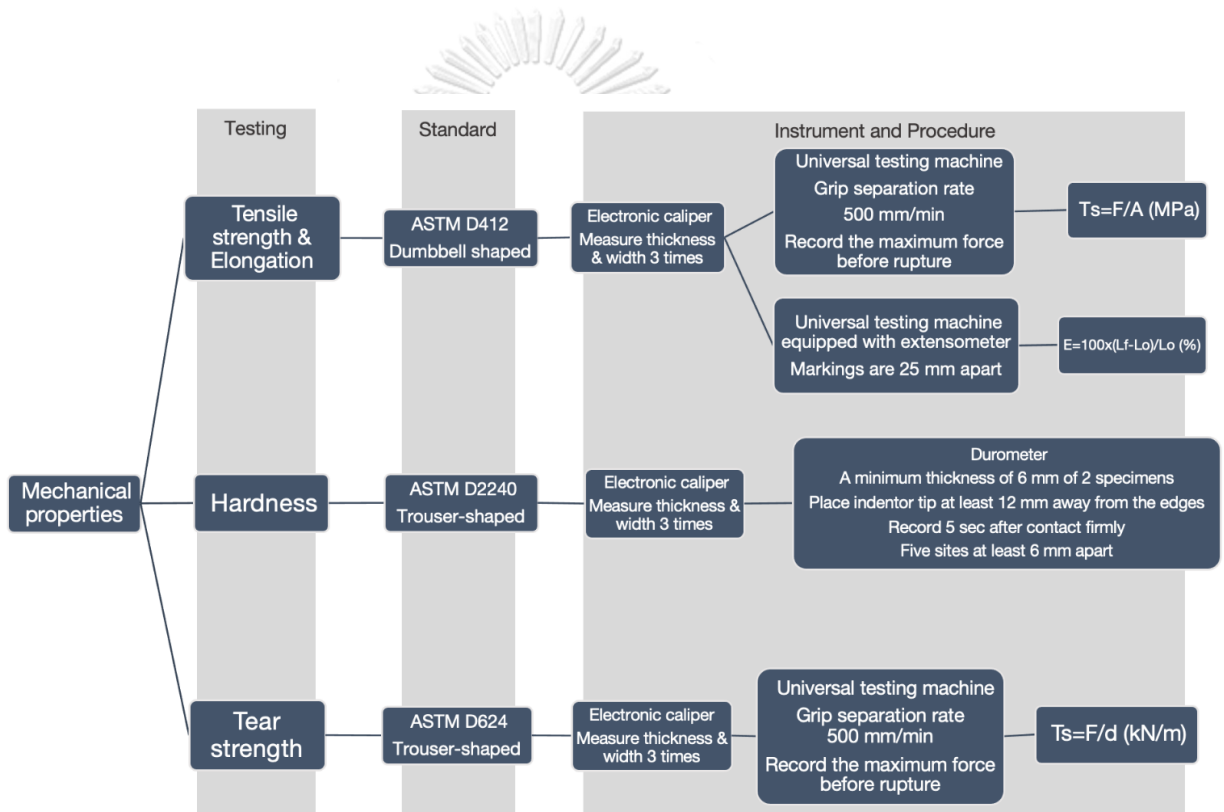 Testing
Standard
Instrument and Procedure
Mechanical
properties
Tensile
strength &
Elongation
ASTM D412
Dumbbell shaped
Electronic caliper
Measure thickness
& width 3 times
Universal testing machine
Grip separation rate
500 mm/min
Record the maximum force
before rupture
Ts=F/A (MPa)
Universal testing machine
equipped with extensometer
Markings are 25 mm apart
E=100x(Lf-Lo)/Lo (%)
Hardness
ASTM D2240
Trouser-shaped
Electronic caliper
Measure thickness &
width 3 times
Durometer
A minimum thickness of 6 mm of 2 specimens
Place indentor tip at least 12 mm away from the edges
Record 5 sec after contact firmly
Five sites at least 6 mm apart
Tear
strength
ASTM D624
Trouser-shaped
Electronic caliper
Measure thickness &
width 3 times
Universal testing machine
Grip separation rate
500 mm/min
Record the maximum force
before rupture
Ts=F/d (kN/m)